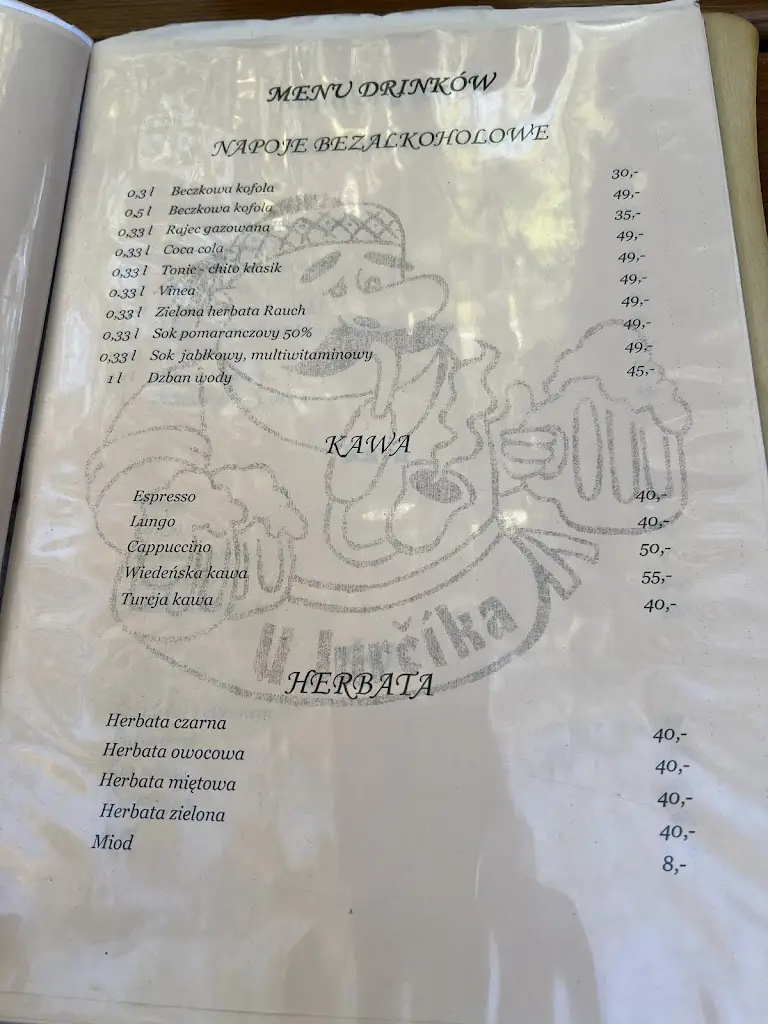 MENU DRINKÓW
NAPOJE BEZALKOHOLOWE
0,3 l Beczkowa kofola 30,-
0,5 l Beczkowa kofola 49,-
0,33 l Rajec gazowana 35,-
0,33 l Coca cola 49,-
0,33 l Tonic - chito klasik 49,-
0,33 l Vinea 49,-
0,33 l Zielona herbata Rauch 49,-
0,33 l Sok pomaranczovy 50% 49,-
0,33 l Sok jabłkowy, multiwitaminowy 49,-
1 l Dzban wody 45,-
KAWA
Espresso 40,-
Lungo 40,-
Cappuccino 50,-
Wiedeńska kawa 55,-
Turcja kawa 40,-
U Jurčíka
HERBATA
Herbata czarna 40,-
Herbata owocowa 40,-
Herbata miętowa 40,-
Herbata zielona 40,-
Miod 8,-